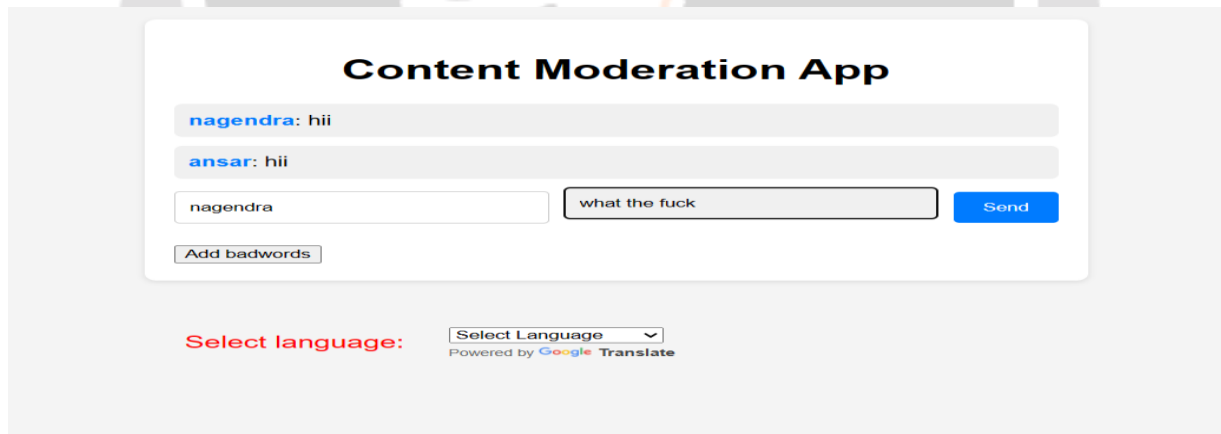 Content Moderation App
nagendra: hii
ansar: hii
nagendra what the fuck Send
Add badwords
Select language: Select Language
Powered by Google Translate